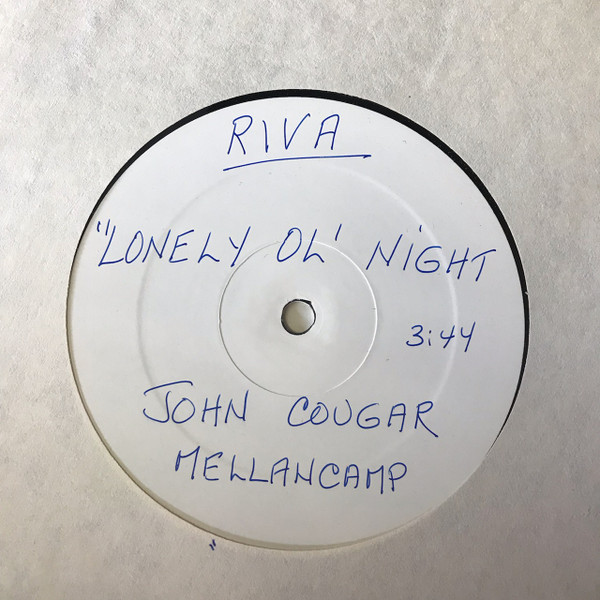 RIVA
"LONELY OL' NIGHT
3:44
JOHN COUGAR
MELLANCAMP